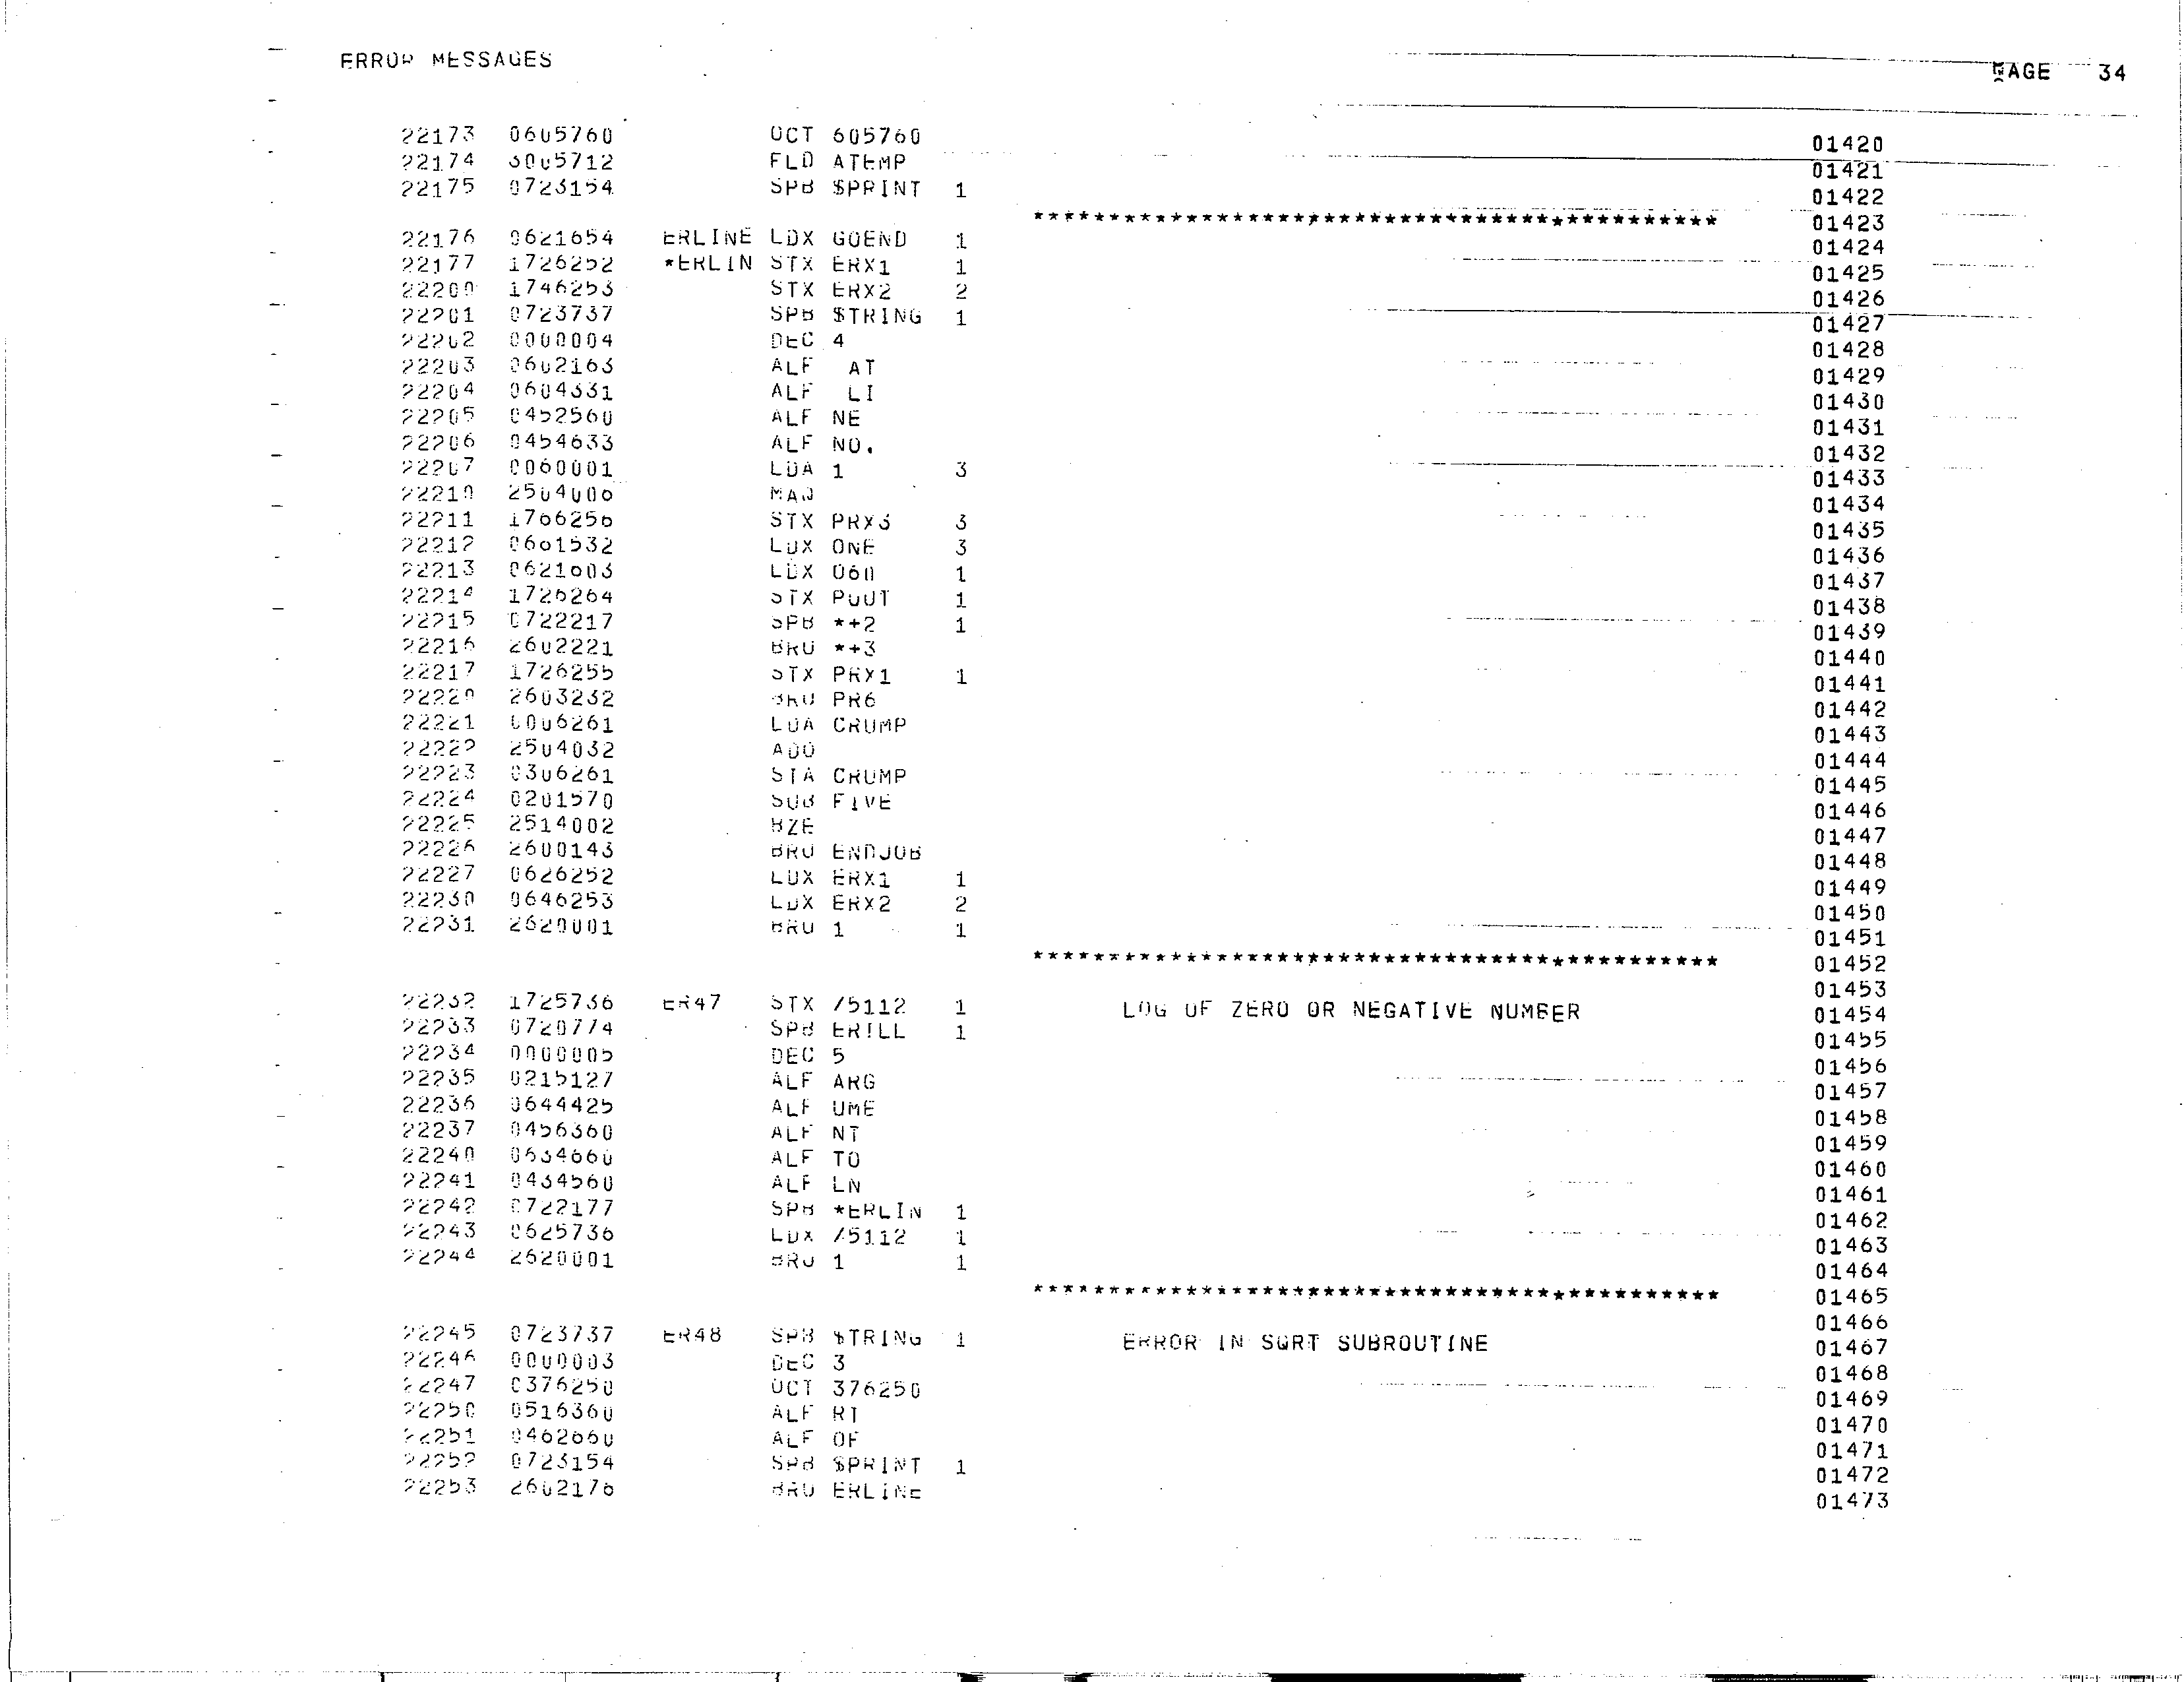 ERROR MESSAGES PAGE 34
22173 0605760 OCT 605760 01420
22174 3005712 FLD ATEMP 01421
22175 0723154 SPB $PRINT 1 01422
********************************************* 01423
22176 0621654 ERLINE LDX GOEND 1 01424
22177 1726252 *ERLIN STX ERX1 1 01425
22200 1746253 STX ERX2 2 01426
22201 0723737 SPB $TRING 1 01427
22202 0000004 DEC 4 01428
22203 0602163 ALF AT 01429
22204 0604331 ALF LI 01430
22205 0452560 ALF NE 01431
22206 0454633 ALF NO. 01432
22207 0060001 LDA 1 3 01433
22210 2504006 MAQ 01434
22211 1766256 STX PRX3 3 01435
22212 0661532 LDX ONE 3 01436
22213 0621603 LDX O60 1 01437
22214 1726264 STX POUT 1 01438
22215 0722217 SPB *+2 1 01439
22216 2602221 BRU *+3 01440
22217 1726255 STX PRX1 1 01441
22220 2603232 BRU PR6 01442
22221 0006261 LDA CRUMP 01443
22222 2504032 ADO 01444
22223 0306261 STA CRUMP 01445
22224 0201570 SUB FIVE 01446
22225 2514002 BZE 01447
22226 2600143 BRU ENDJOB 01448
22227 0626252 LDX ERX1 1 01449
22230 0646253 LDX ERX2 2 01450
22231 2620001 BRU 1 1 01451
********************************************* 01452
01453
22232 1725736 ER47 STX /5112 1 LOG OF ZERO OR NEGATIVE NUMBER 01454
22233 0720774 SPB ERILL 1 01455
22234 0000005 DEC 5 01456
22235 0215127 ALF ARG 01457
22236 0644425 ALF UME 01458
22237 0456360 ALF NT 01459
22240 0634660 ALF TO 01460
22241 0434560 ALF LN 01461
22242 0722177 SPB *ERLIN 1 01462
22243 0625736 LDX /5112 1 01463
22244 2620001 BRU 1 1 01464
********************************************* 01465
01466
22245 0723737 ER48 SPB $TRING 1 ERROR IN SQRT SUBROUTINE 01467
22246 0000003 DEC 3 01468
22247 0376250 OCT 376250 01469
22250 0516360 ALF RT 01470
22251 0462660 ALF OF 01471
22252 0723154 SPB $PRINT 1 01472
22253 2602176 BRU ERLINE 01473